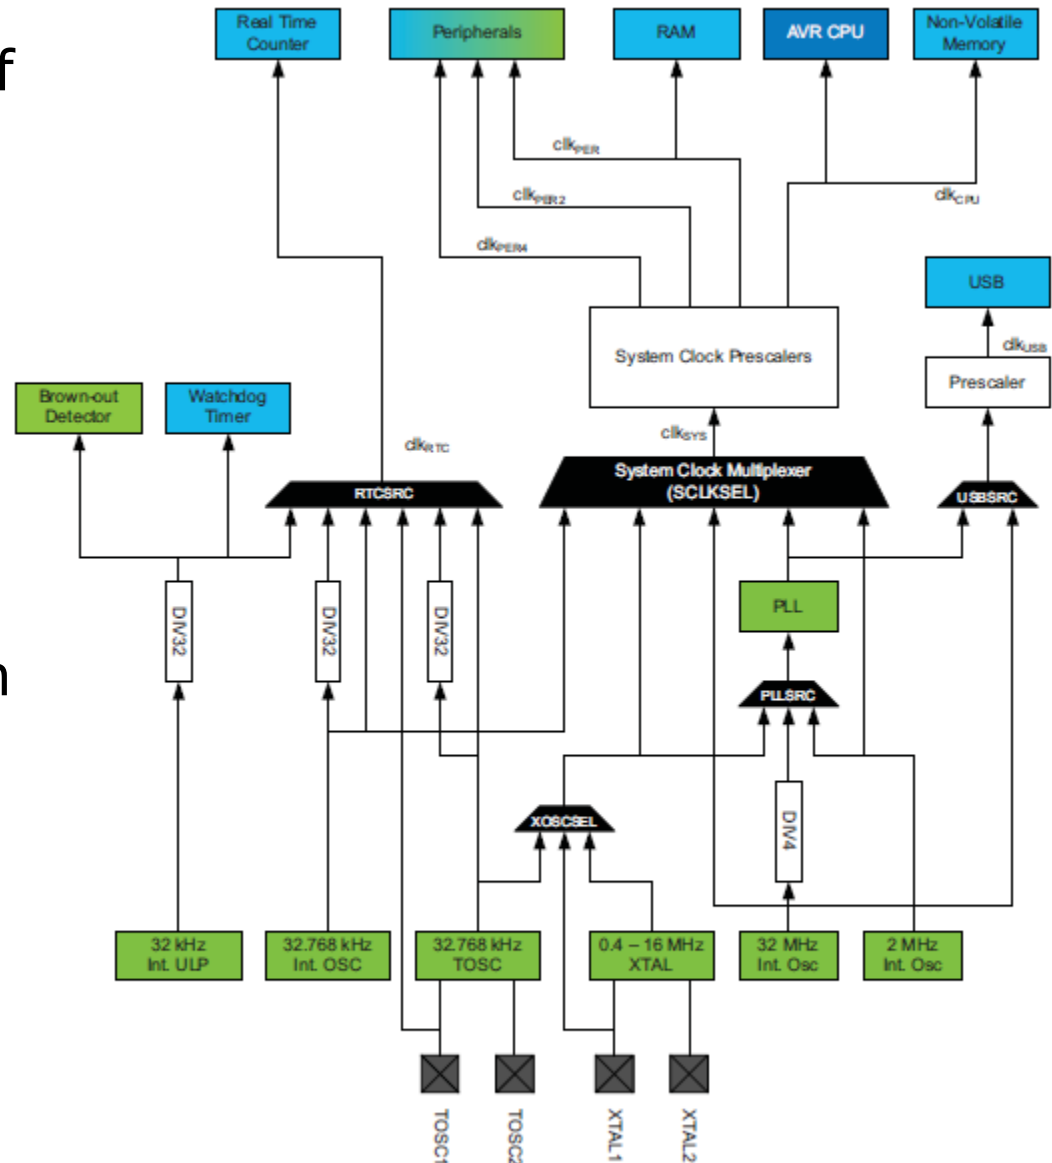 f
Real Time
Counter
Peripherals
RAM
AVR CPU
Non-Volatile
Memory
clkPER
clkPER2
clkCPU
clkPER4
USB
System Clock Prescalers
clkUSB
Prescaler
Brown-out
Detector
Watchdog
Timer
clkRTC
clkSYS
System Clock Multiplexer
(SCLKSEL)
RTCSRC
USBSRC
DIV32
DIV32
DIV32
PLL
n
PLLSRC
XOSCSEL
DIV4
32 kHz
Int. ULP
32.768 kHz
Int. OSC
32.768 kHz
TOSC
0.4 – 16 MHz
XTAL
32 MHz
Int. Osc
2 MHz
Int. Osc
TOSC1
TOSC2
XTAL1
XTAL2